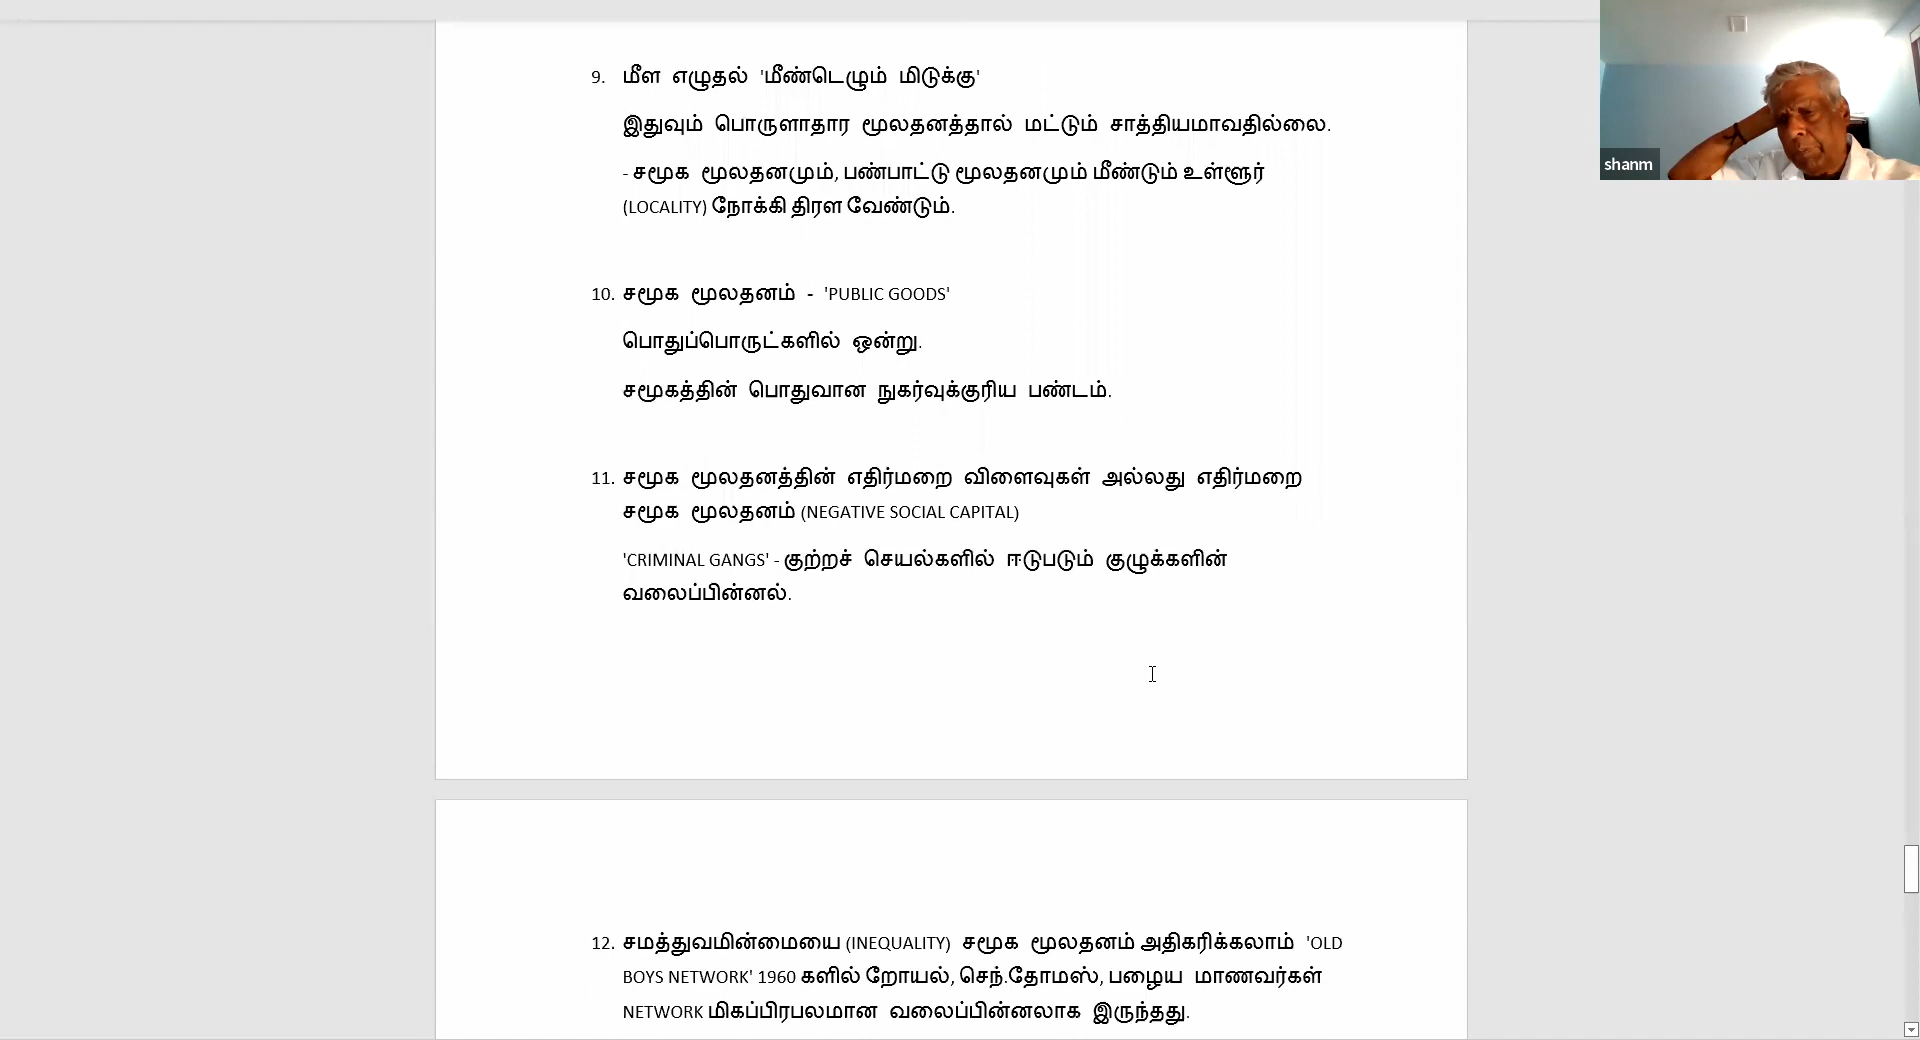 9. மீள எழுதல் 'மீண்டெழும் மிடுக்கு'
இதுவும் பொருளாதார மூலதனத்தால் மட்டும் சாத்தியமாவதில்லை.
- சமூக மூலதனமும், பண்பாட்டு மூலதனமும் மீண்டும் உள்ளூர்
(LOCALITY) நோக்கி திரள வேண்டும்.
10. சமூக மூலதனம் - 'PUBLIC GOODS'
பொதுப்பொருட்களில் ஒன்று.
சமூகத்தின் பொதுவான நுகர்வுக்குரிய பண்டம்.
11. சமூக மூலதனத்தின் எதிர்மறை விளைவுகள் அல்லது எதிர்மறை
சமூக மூலதனம் (NEGATIVE SOCIAL CAPITAL)
'CRIMINAL GANGS' - குற்றச் செயல்களில் ஈடுபடும் குழுக்களின்
வலைப்பின்னல்.
12. சமத்துவமின்மையை (INEQUALITY) சமூக மூலதனம் அதிகரிக்கலாம் 'OLD
BOYS NETWORK' 1960 களில் றோயல், செந்.தோமஸ், பழைய மாணவர்கள்
NETWORK மிகப்பிரபலமான வலைப்பின்னலாக இருந்தது.
shanm